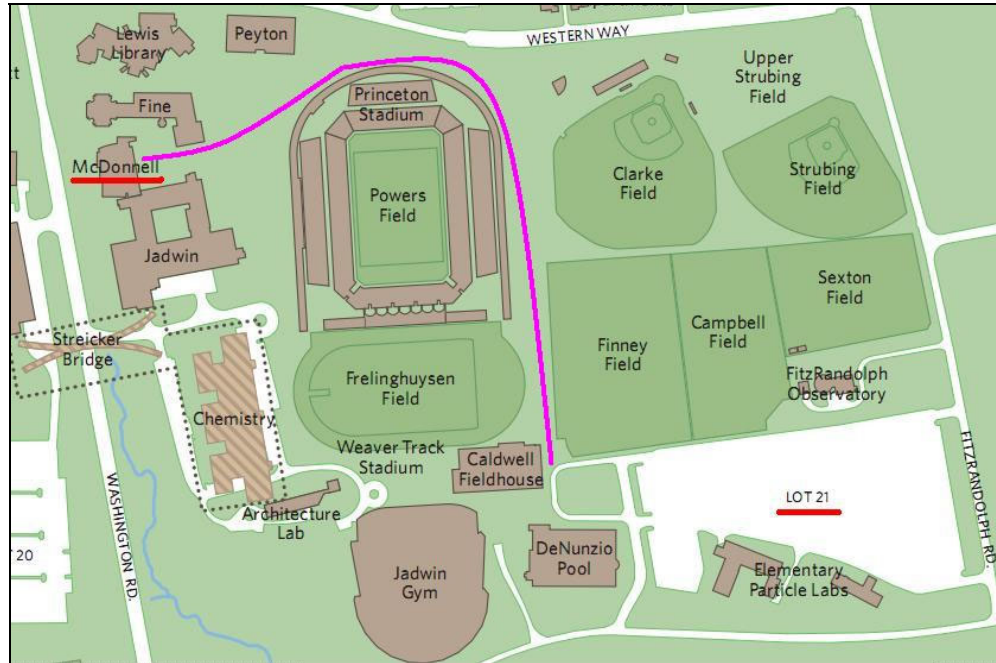 Lewis
Library
Peyton
WESTERN WAY
Upper
Strubing
Field
Princeton
Stadium
Fine
McDonnell
Clarke
Field
Strubing
Field
Powers
Field
Jadwin
Sexton
Field
Campbell
Field
Finney
Field
Streicker
Bridge
FitzRandolph
Observatory
Frelinghuysen
Field
Chemistry
Weaver Track
Stadium
Caldwell
Fieldhouse
WASHINGTON RD.
FITZRANDOLPH RD.
LOT 21
Architecture
Lab
20
DeNunzio
Pool
Jadwin
Gym
Elementary
Particle Labs